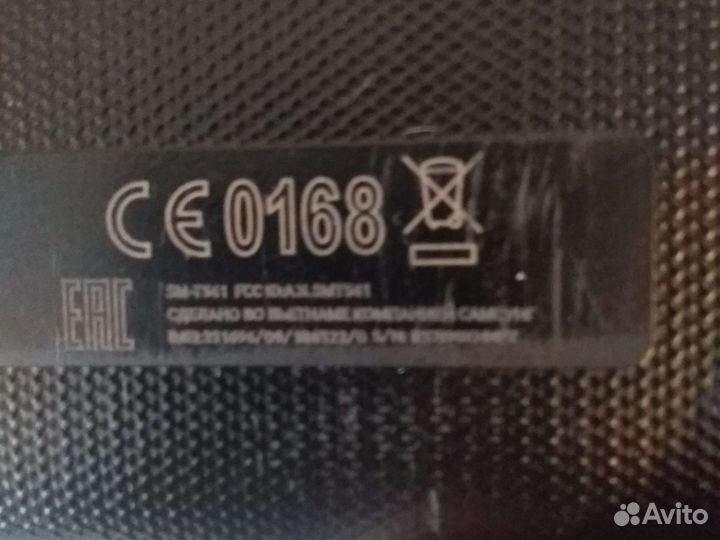 CE 0168
EAC
SM-T561 FCC ID:A3LSMT561
СДЕЛАНО ВО ВЬЕТНАМЕ КОМПАНИЕЙ САМСУНГ
S/N
Avito